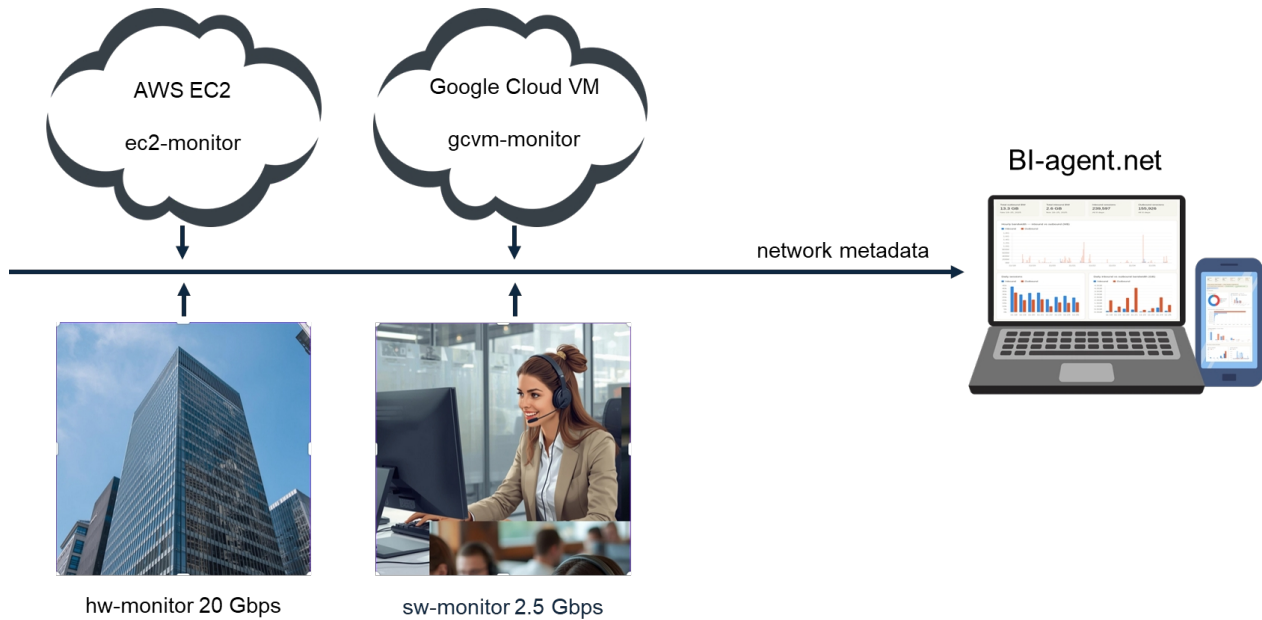 AWS EC2
ec2-monitor
Google Cloud VM
gcvm-monitor
BI-agent.net
network metadata
hw-monitor 20 Gbps
sw-monitor 2.5 Gbps